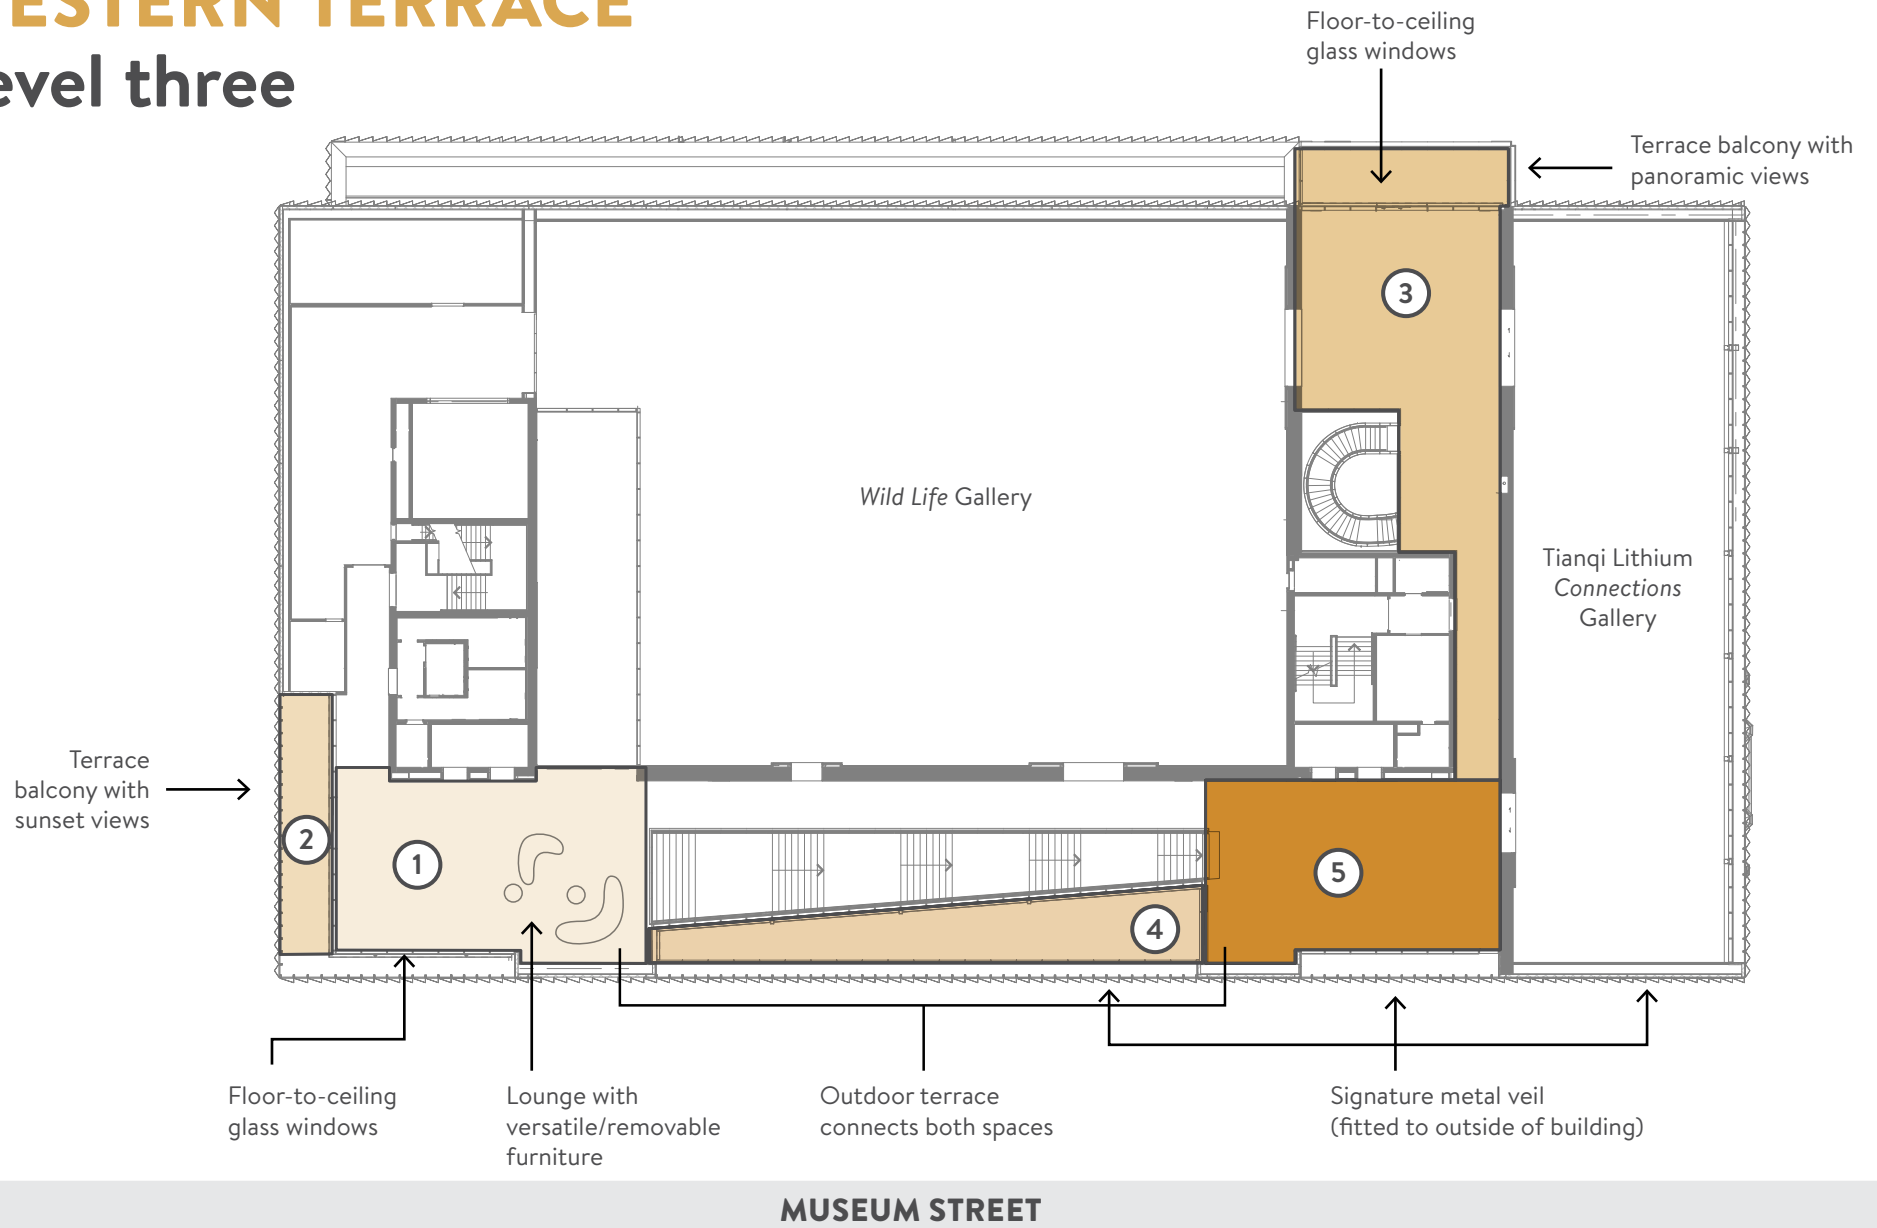 ESTERN TERRACE
evel three
Floor-to-ceiling
glass windows
Terrace balcony with
panoramic views
3
Wild Life Gallery
Tianqi Lithium
Connections
Gallery
Terrace
balcony with
sunset views
2
1
5
4
Floor-to-ceiling
glass windows
Lounge with
versatile/removable
furniture
Outdoor terrace
connects both spaces
Signature metal veil
(fitted to outside of building)
MUSEUM STREET